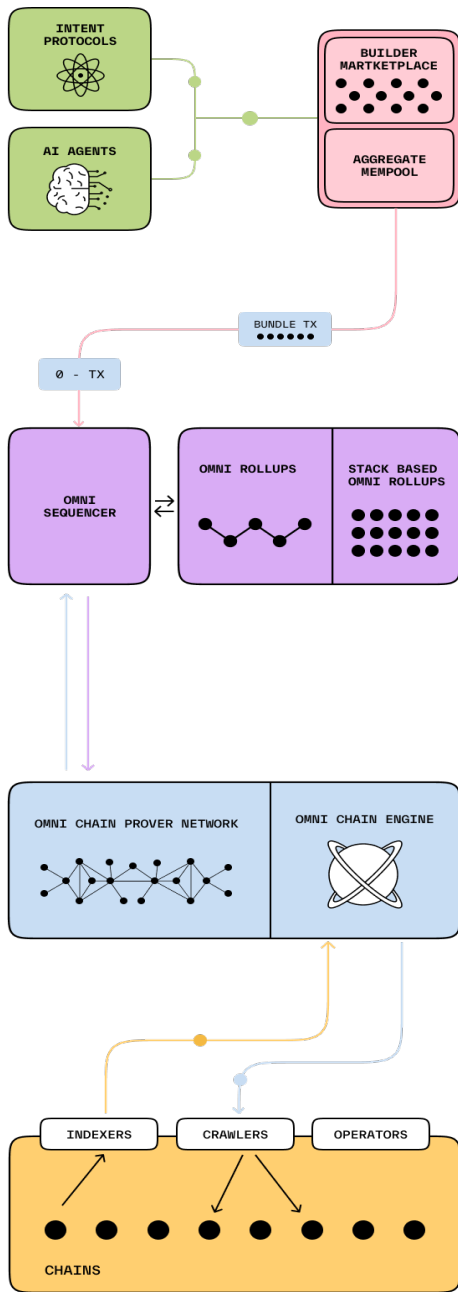 INTENT
PROTOCOLS
AI AGENTS
BUILDER
MARTKETPLACE
AGGREGATE
MEMPOOL
BUNDLE TX
0 - TX
OMNI
SEQUENCER
OMNI ROLLUPS
STACK BASED
OMNI ROLLUPS
OMNI CHAIN PROVER NETWORK
OMNI CHAIN ENGINE
INDEXERS
CRAWLERS
OPERATORS
CHAINS